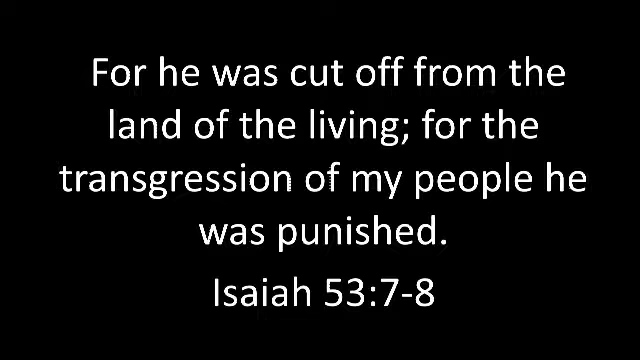 For he was cut off from the
land of the living; for the
transgression of my people he
was punished.
Isaiah 53:7-8